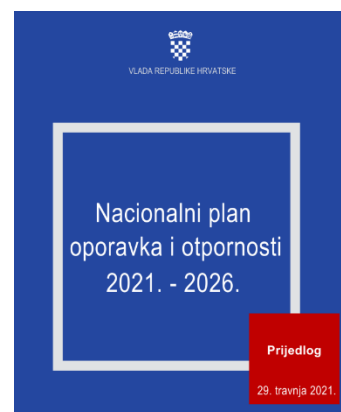 VLADA REPUBLIKE HRVATSKE
Nacionalni plan
oporavka i otpornosti
2021. - 2026.
Prijedlog
29. travnja 2021.